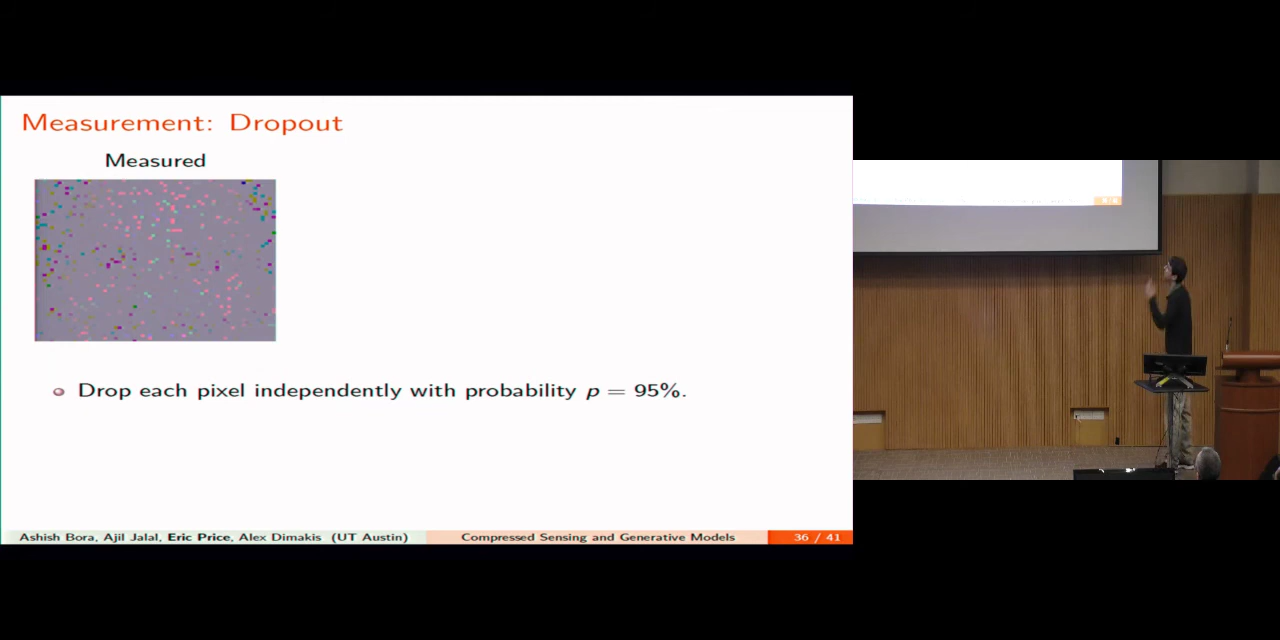 Measurement: Dropout
Measured
Drop each pixel independently with probability p = 95%.
Ashish Bora, Ajil Jalal, Eric Price, Alex Dimakis (UT Austin)
Compressed Sensing and Generative Models
36 / 41